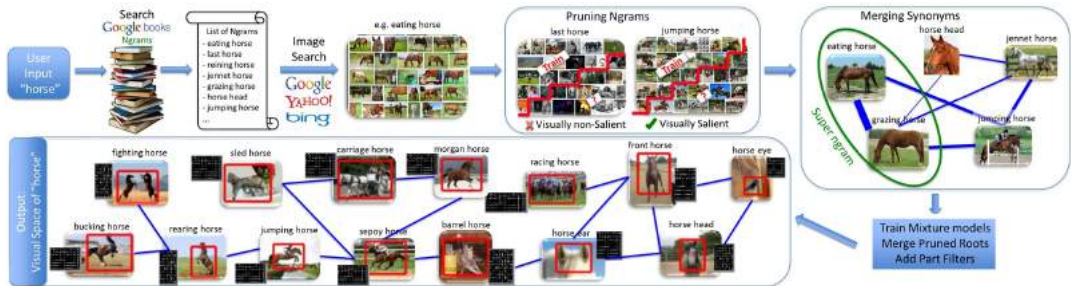 User
Input
"horse"
Search
Google books
Ngrams
List of Ngrams
- eating horse
- last horse
- reining horse
- jennet horse
- grazing horse
- horse head
- jumping horse
...
Image
Search
Google
YAHOO!
bing
e.g. eating horse
Pruning Ngrams
last horse
jumping horse
Train
Train
Visually non-Salient
Visually Salient
Merging Synonyms
eating horse
horse head
jennet horse
grazing horse
jumping horse
Super ngram
Train Mixture models
Merge Pruned Roots
Add Part Filters
Output:
Visual Space of "horse"
fighting horse
sled horse
carriage horse
morgan horse
racing horse
front horse
horse eye
bucking horse
rearing horse
jumping horse
sepoy horse
barrel horse
horse ear
horse head